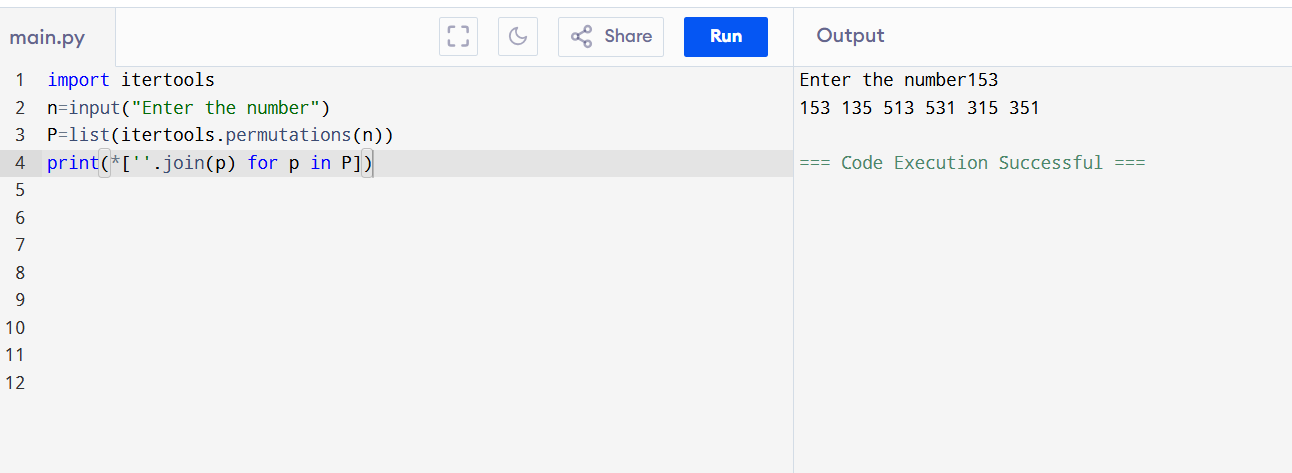 main.py
Share
Run
Output
1 import itertools
2 n=input("Enter the number")
3 P=list(itertools.permutations(n))
4 print(*[''.join(p) for p in P])
5
6
7
8
9
10
11
12
Enter the number153
153 135 513 531 315 351
=== Code Execution Successful ===